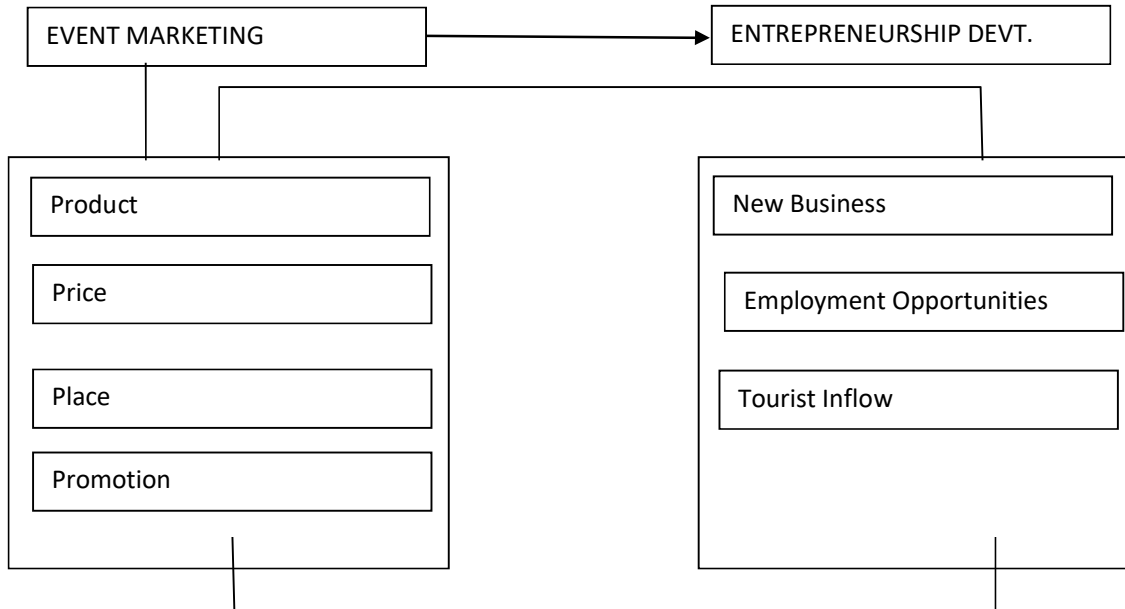 EVENT MARKETING
ENTREPRENEURSHIP DEVT.
Product
Price
Place
Promotion
New Business
Employment Opportunities
Tourist Inflow